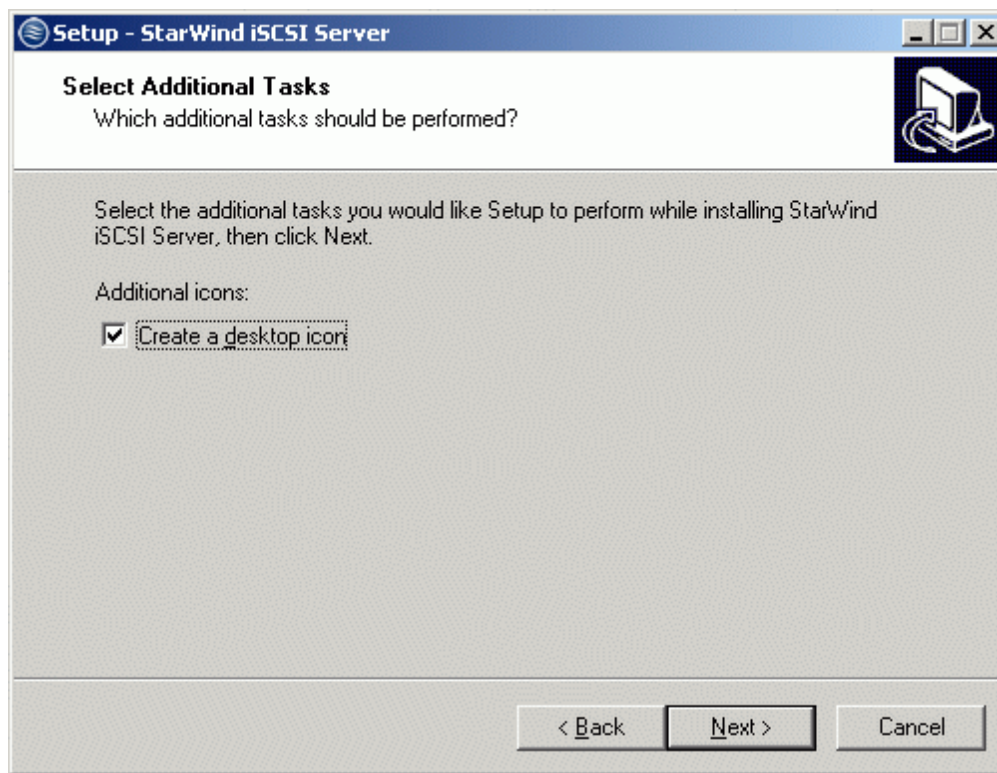 Setup - StarWind iSCSI Server
Select Additional Tasks
Which additional tasks should be performed?
Select the additional tasks you would like Setup to perform while installing StarWind
iSCSI Server, then click Next.
Additional icons:
Create a desktop icon
< Back
Next >
Cancel